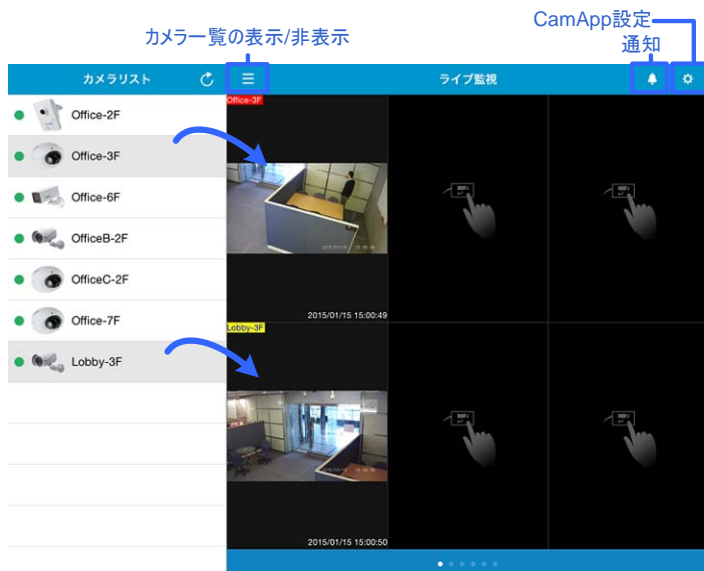 CamApp設定
カメラ一覧の表示/非表示
通知
カメラリスト
ライブ監視
Office-2F
Office-3F
Office-6F
OfficeB-2F
OfficeC-2F
Office-7F
Lobby-3F
Office-3F
2015/01/15 15:00:49
Lobby-3F
2015/01/15 15:00:50